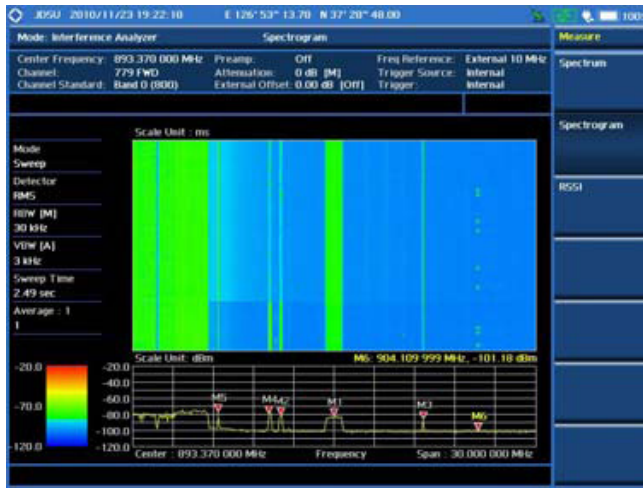 JDSU 2010/11/23 19:22:10 E 126° 53" 13.70 N 37° 28" 48.00 100%
Mode: Interference Analyzer Spectrogram
Measure
Center Frequency: 893.370 000 MHz Preamp: Off Freq Reference: External 10 MHz
Channel: 779 FWD Attenuation: 0 dB [M] Trigger Source: Internal
Channel Standard: Band 0 (800) External Offset: 0.00 dB [Off] Trigger: Internal
Spectrum
Spectrogram
RSSI
Scale Unit : ms
Mode
Sweep
Detector
RMS
RBW [M]
30 kHz
VBW [A]
3 kHz
Sweep Time
2.49 sec
Average : 1
1
Scale Unit: dBm M6: 904.109 999 MHz, -101.18 dBm
-20.0
-70.0
-120.0
-20.0
-40.0
-60.0
-80.0
-100.0
-120.0
M5 M4 M2 M1 M3 M6
Center : 893.370 000 MHz Frequency Span : 30.000 000 MHz